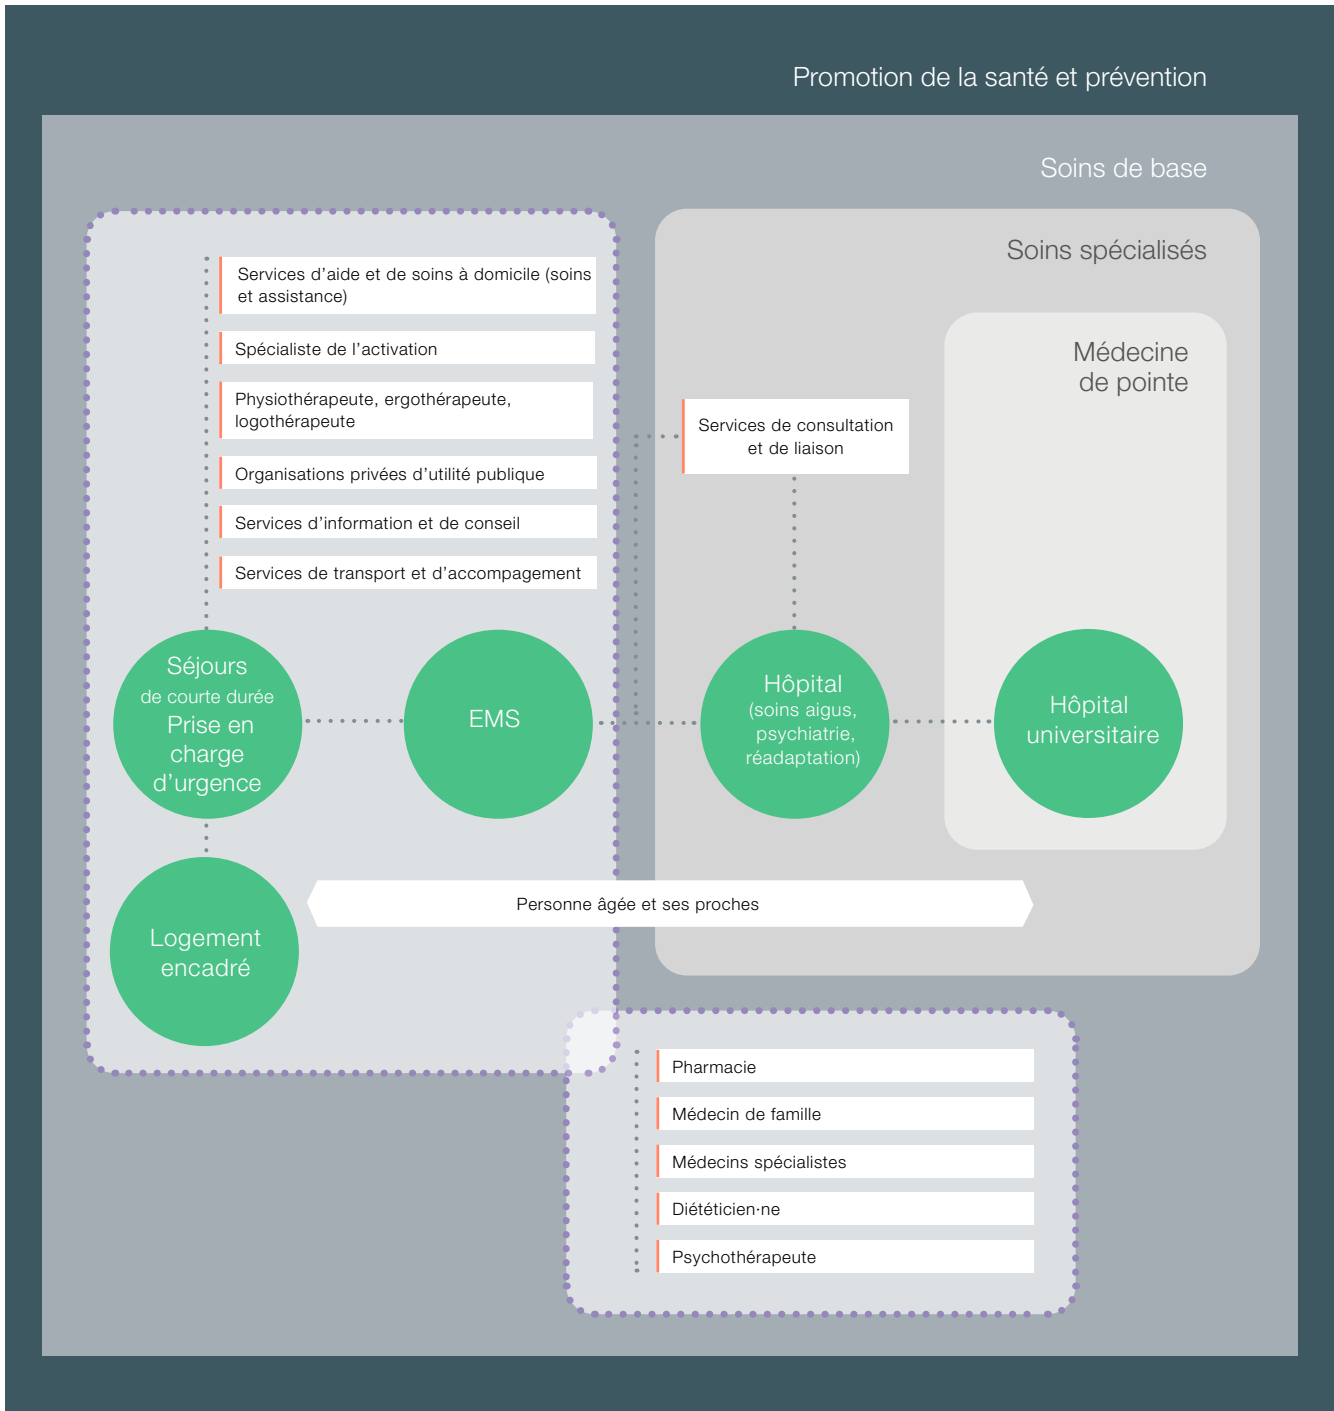 Promotion de la santé et prévention
Soins de base
Soins spécialisés
Médecine
de pointe
Services d’aide et de soins à domicile (soins
et assistance)
Spécialiste de l’activation
Physiothérapeute, ergothérapeute,
logothérapeute
Organisations privées d’utilité publique
Services d’information et de conseil
Services de transport et d’accompagement
Services de consultation
et de liaison
Séjours
de courte durée
Prise en
charge
d’urgence
EMS
Hôpital
(soins aigus,
psychiatrie,
réadaptation)
Hôpital
universitaire
Personne âgée et ses proches
Logement
encadré
Pharmacie
Médecin de famille
Médecins spécialistes
Diététicien·ne
Psychothérapeute